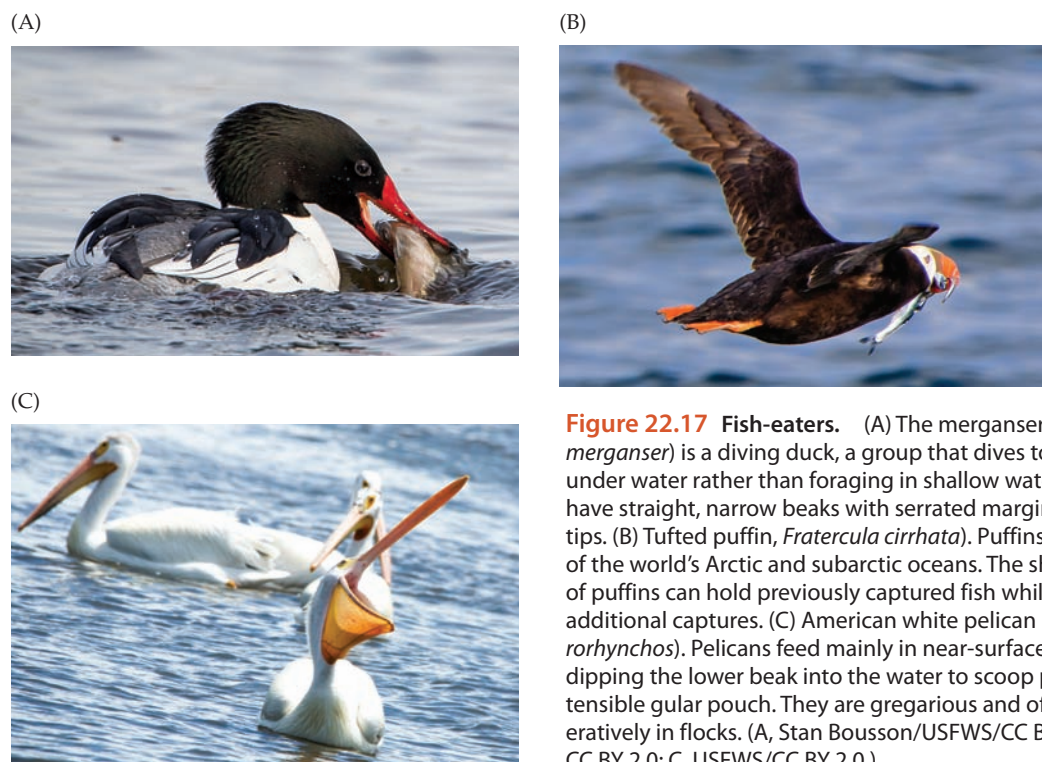 (A)
(B)
(C)
Figure 22.17 Fish-eaters. (A) The merganser
merganser) is a diving duck, a group that dives to
under water rather than foraging in shallow wat
have straight, narrow beaks with serrated margin
tips. (B) Tufted puffin, Fratercula cirrhata). Puffins
of the world's Arctic and subarctic oceans. The sh
of puffins can hold previously captured fish whil
additional captures. (C) American white pelican
rorhynchos). Pelicans feed mainly in near-surface
dipping the lower beak into the water to scoop p
tensible gular pouch. They are gregarious and of
eratively in flocks. (A, Stan Bousson/USFWS/CC B
CC BY 2.0; C, USFWS/CC BY 2.0.)